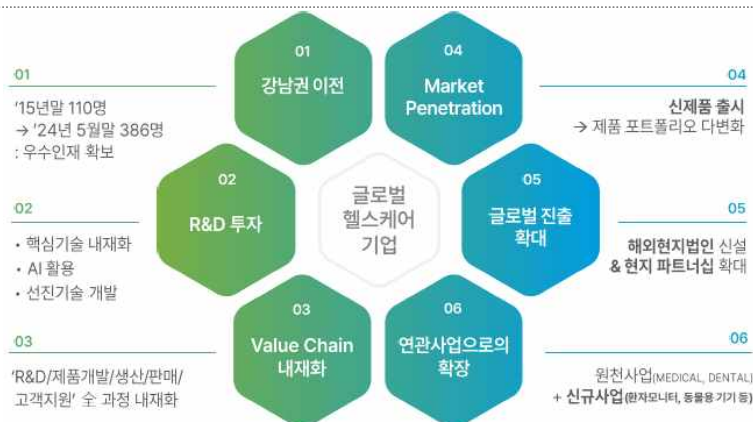 01
강남권 이전
04
Market
Penetration
01
'15년말 110명
→ '24년 5월말 386명
: 우수인재 확보
04
신제품 출시
→ 제품 포트폴리오 다변화
02
R&D 투자
글로벌
헬스케어
기업
05
글로벌 진출
확대
02
• 핵심기술 내재화
• AI 활용
• 선진기술 개발
05
해외현지법인 신설
& 현지 파트너십 확대
03
Value Chain
내재화
06
연관사업으로의
확장
03
'R&D/제품개발/생산/판매/
고객지원' 全 과정 내재화
06
원천사업(MEDICAL, DENTAL)
+ 신규사업(환자모니터, 동물용 기기 등)